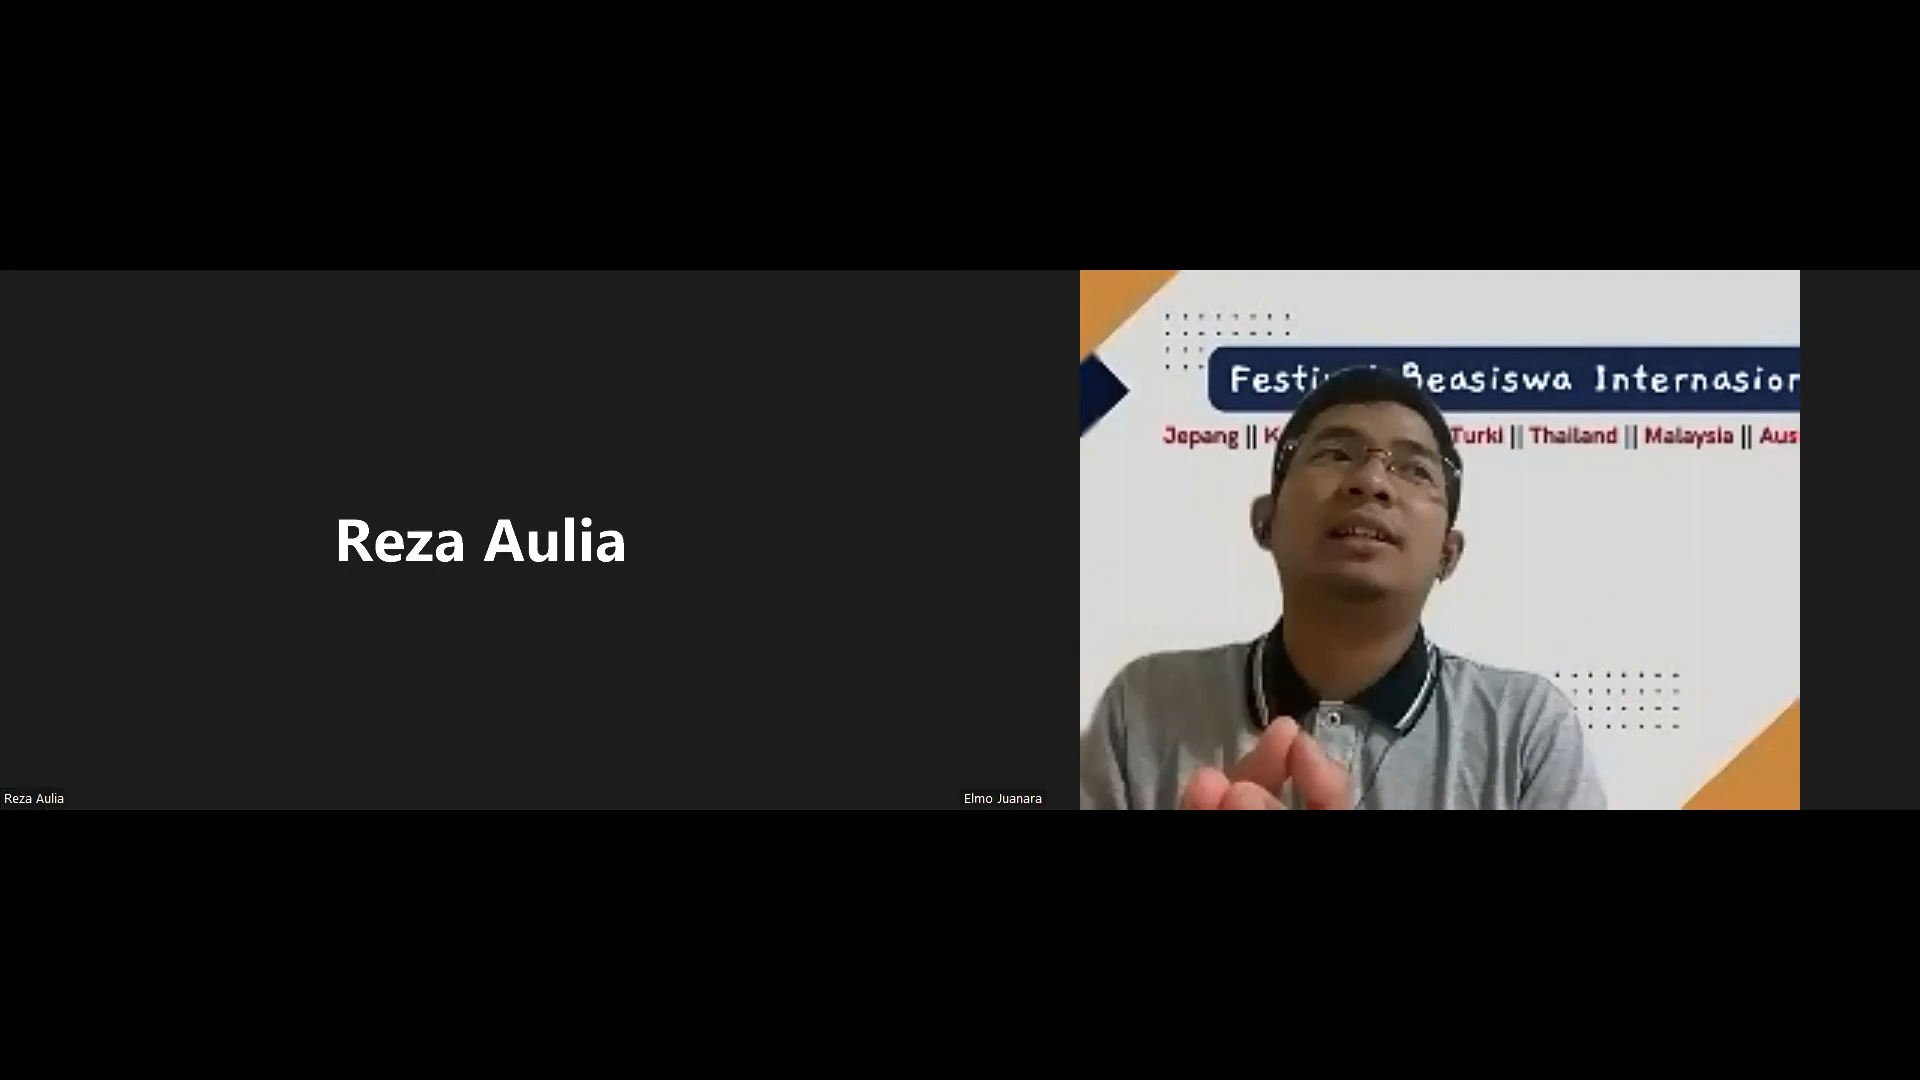 Reza Aulia
Reza Aulia
Elmo Juanara
Beasiswa Internasion
Jepang || K Turki || Thailand || Malaysia || Aus